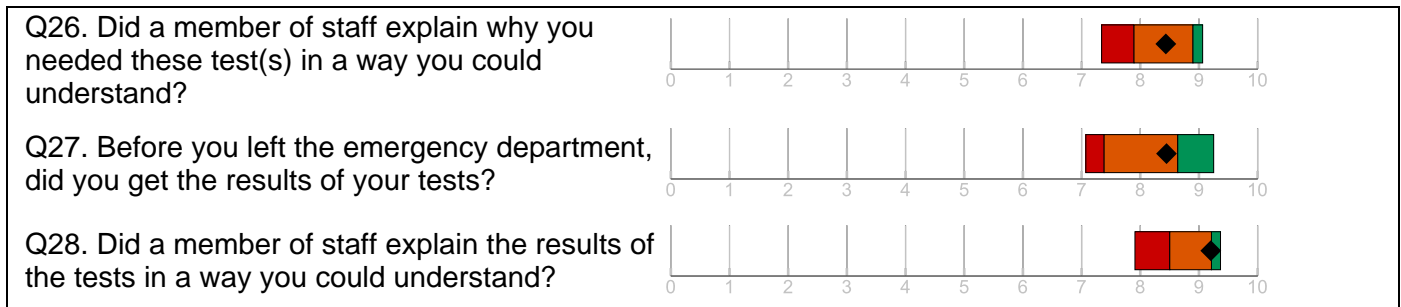 Q26. Did a member of staff explain why you
needed these test(s) in a way you could
understand?
0 1 2 3 4 5 6 7 8 9 10
Q27. Before you left the emergency department,
did you get the results of your tests?
0 1 2 3 4 5 6 7 8 9 10
Q28. Did a member of staff explain the results of
the tests in a way you could understand?
0 1 2 3 4 5 6 7 8 9 10